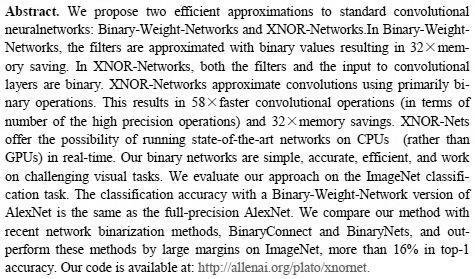 Abstract. We propose two efficient approximations to standard convolutional
neuralnetworks: Binary-Weight-Networks and XNOR-Networks.In Binary-Weight-
Networks, the filters are approximated with binary values resulting in 32×mem-
ory saving. In XNOR-Networks, both the filters and the input to convolutional
layers are binary. XNOR-Networks approximate convolutions using primarily bi-
nary operations. This results in 58×faster convolutional operations (in terms of
number of the high precision operations) and 32×memory savings. XNOR-Nets
offer the possibility of running state-of-the-art networks on CPUs (rather than
GPUs) in real-time. Our binary networks are simple, accurate, efficient, and work
on challenging visual tasks. We evaluate our approach on the ImageNet classifi-
cation task. The classification accuracy with a Binary-Weight-Network version of
AlexNet is the same as the full-precision AlexNet. We compare our method with
recent network binarization methods, BinaryConnect and BinaryNets, and out-
perform these methods by large margins on ImageNet, more than 16% in top-1
accuracy. Our code is available at: http://allenai.org/plato/xnornet.